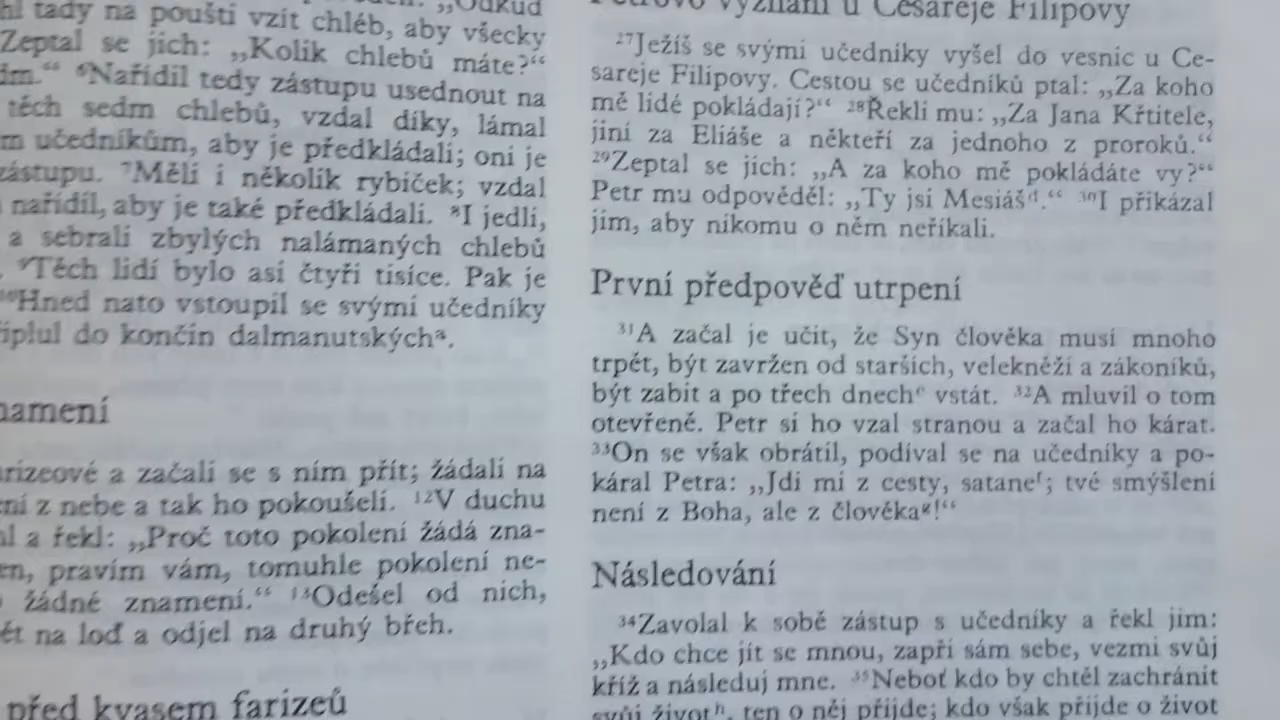 tady na poušti vzít chléb, aby všecky
Zeptal se jich: „Kolik chlebů máte?“
⁶Nařídil tedy zástupu usednout na
těch sedm chlebů, vzdal díky, lámal
učedníkům, aby je předkládali; oni je
zástupu. ⁷Měli i několik rybiček; vzdal
nařídil, aby je také předkládali. ⁸I jedli,
a sebrali zbylých nalámaných chlebů
⁹Těch lidí bylo asi čtyři tisíce. Pak je
¹⁰Hned nato vstoupil se svými učedníky
do končin dalmanutskýchᵃ.
namení
arizeové a začali se s ním přít; žádali na
z nebe a tak ho pokoušeli. ¹²V duchu
a řekl: „Proč toto pokolení žádá zna-
pravím vám, tomuhle pokolení ne-
žádné znamení.“ ¹³Odešel od nich,
na loď a odjel na druhý břeh.
před kvasem farizeů
Petrovo vyznání u Cesareje Filipovy
²⁷Ježíš se svými učedníky vyšel do vesnic u Ce-
sareje Filipovy. Cestou se učedníků ptal: „Za koho
mě lidé pokládají?“ ²⁸Řekli mu: „Za Jana Křtitele,
jiní za Eliáše a někteří za jednoho z proroků.“
²⁹Zeptal se jich: „A za koho mě pokládáte vy?“
Petr mu odpověděl: „Ty jsi Mesiášᵈ.“ ³⁰I přikázal
jim, aby nikomu o něm neříkali.
První předpověď utrpení
³¹A začal je učit, že Syn člověka musí mnoho
trpět, být zavržen od starších, velekněží a zákoníků,
být zabit a po třech dnechᵉ vstát. ³²A mluvil o tom
otevřeně. Petr si ho vzal stranou a začal ho kárat.
³³On se však obrátil, podíval se na učedníky a po-
káral Petra: „Jdi mi z cesty, sataneᶠ; tvé smýšlení
není z Boha, ale z člověkaᵍ!“
Následování
³⁴Zavolal k sobě zástup s učedníky a řekl jim:
„Kdo chce jít se mnou, zapři sám sebe, vezmi svůj
kříž a následuj mne. ³⁵Neboť kdo by chtěl zachránit
svůj životʰ, ten o něj přijde; kdo však přijde o život